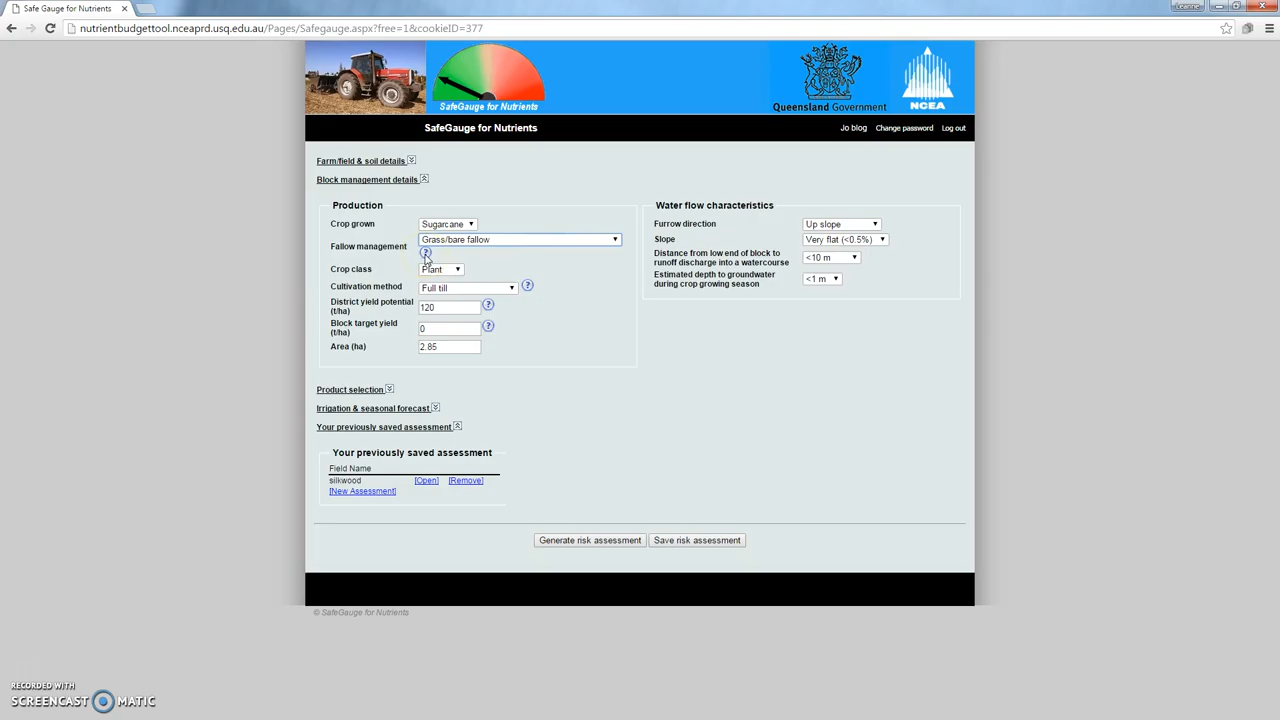 Safe Gauge for Nutrients
Leanne
nutrientbudgettool.nceaprd.usq.edu.au/Pages/Safegauge.aspx?free=1&cookieID=377
SafeGauge for Nutrients
Queensland Government
NCEA
SafeGauge for Nutrients
Jo blog Change password Log out
Farm/field & soil details
Block management details
Production
Crop grown Sugarcane
Fallow management Grass/bare fallow
?
Crop class Plant
Cultivation method Full till ?
District yield potential (t/ha) 120 ?
Block target yield (t/ha) 0 ?
Area (ha) 2.85
Water flow characteristics
Furrow direction Up slope
Slope Very flat (<0.5%)
Distance from low end of block to
runoff discharge into a watercourse <10 m
Estimated depth to groundwater
during crop growing season <1 m
Product selection
Irrigation & seasonal forecast
Your previously saved assessment
Your previously saved assessment
Field Name
silkwood [Open] [Remove]
[New Assessment]
Generate risk assessment Save risk assessment
© SafeGauge for Nutrients
RECORDED WITH
SCREENCAST MATIC